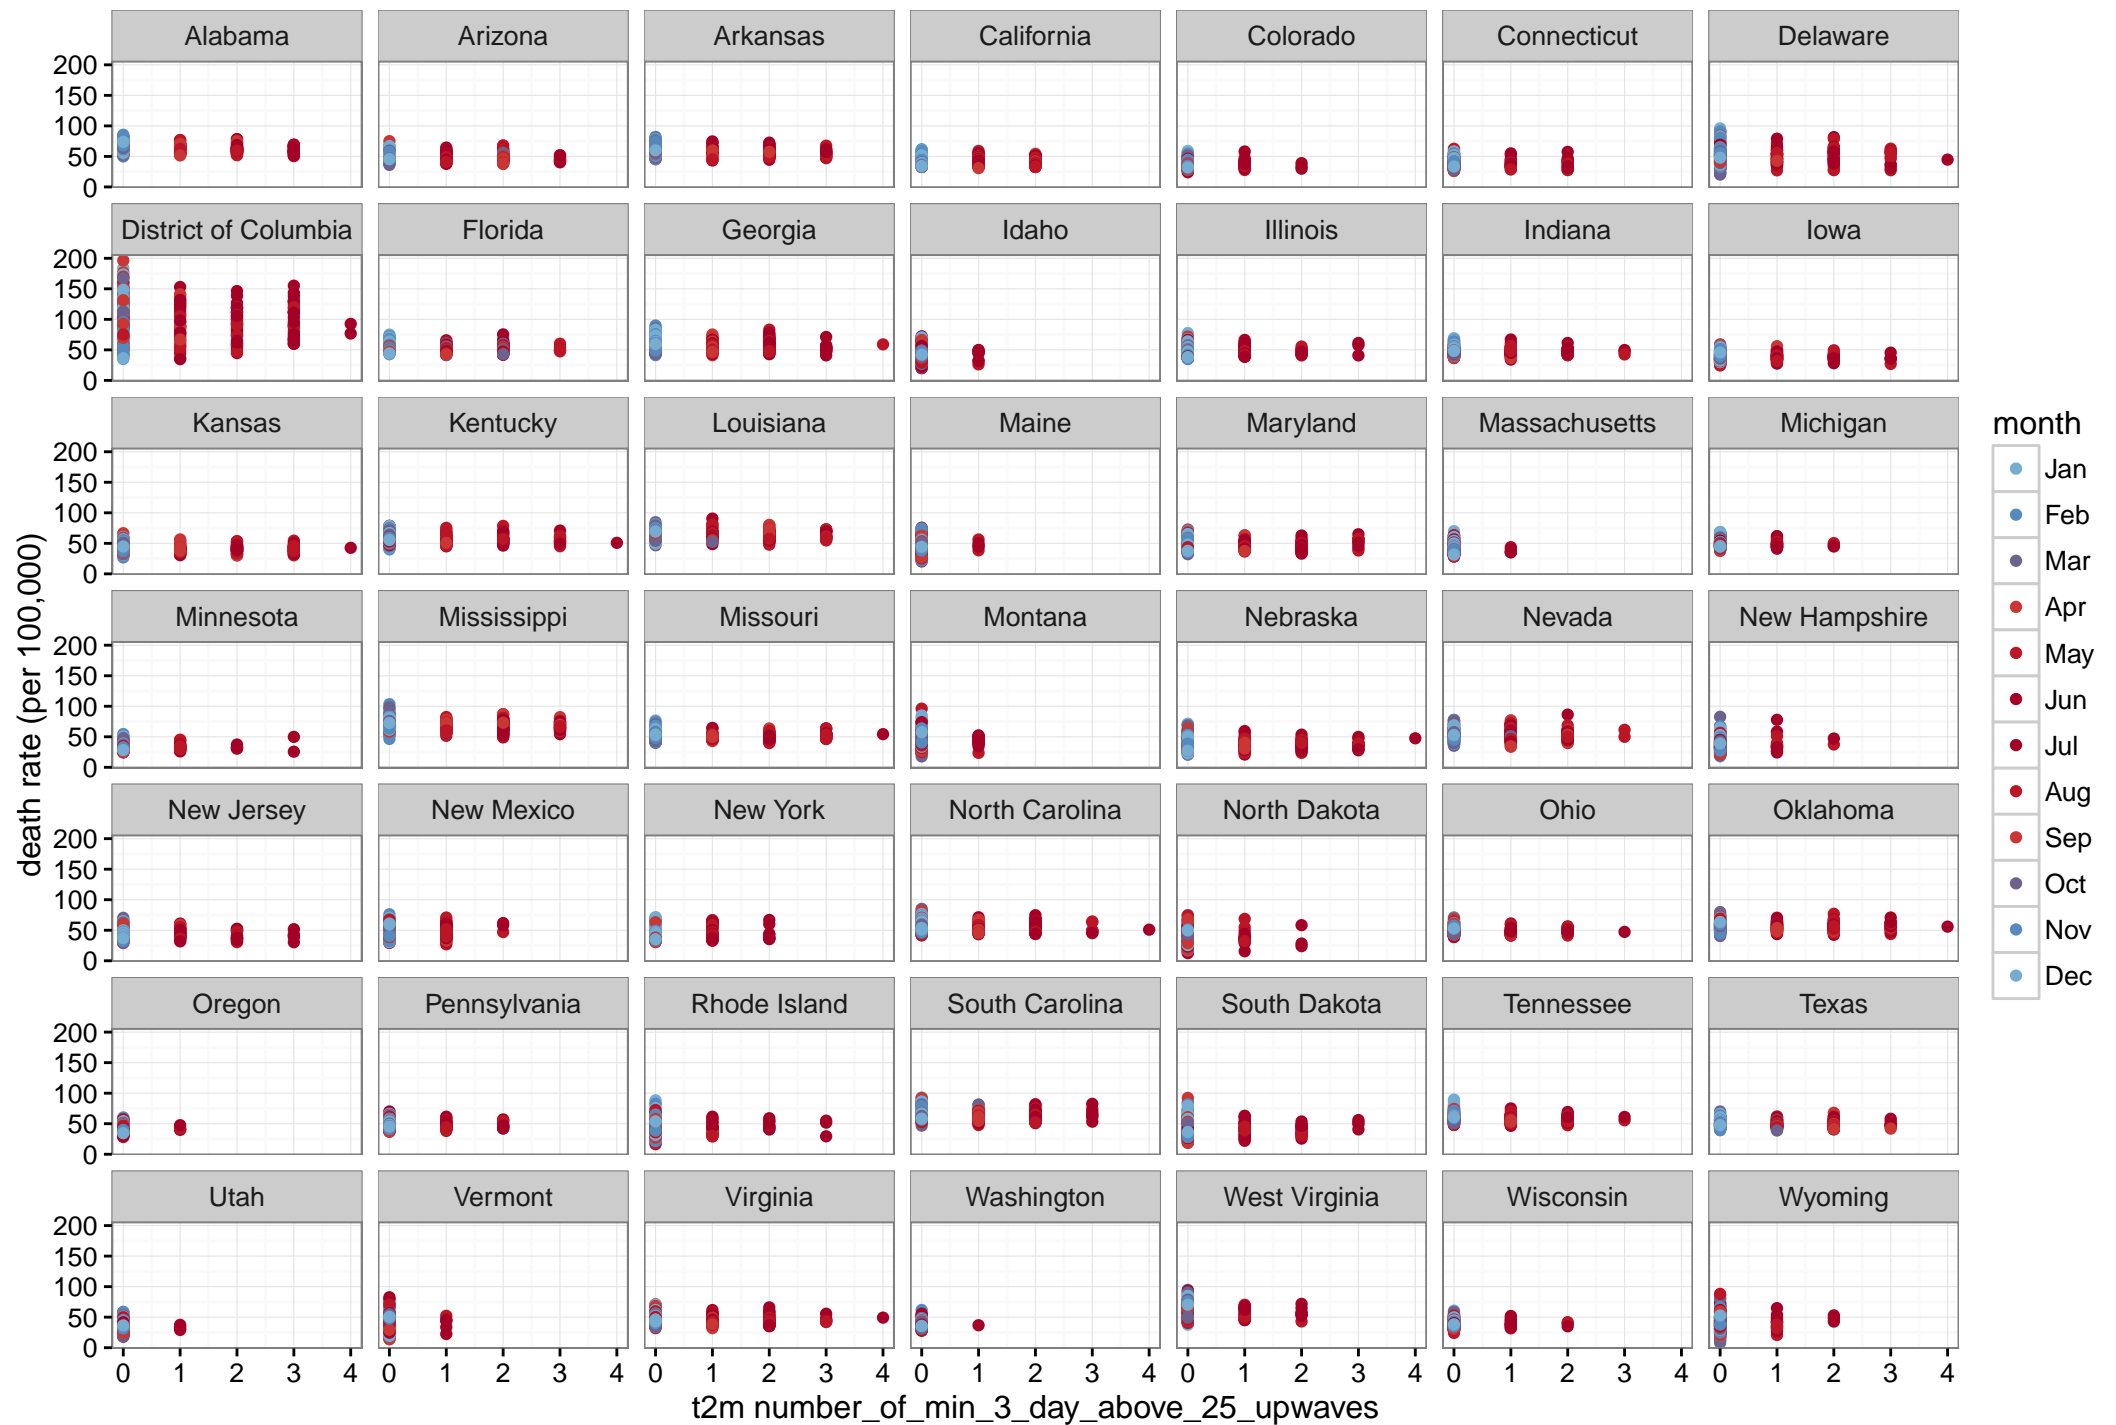 Alabama Arizona Arkansas California Colorado Connecticut Delaware
200
150
100
50
0
District of Columbia Florida Georgia Idaho Illinois Indiana Iowa
200
150
100
50
0
Kansas Kentucky Louisiana Maine Maryland Massachusetts Michigan
200
150
100
50
0
Minnesota Mississippi Missouri Montana Nebraska Nevada New Hampshire
200
150
100
50
0
New Jersey New Mexico New York North Carolina North Dakota Ohio Oklahoma
200
150
100
50
0
Oregon Pennsylvania Rhode Island South Carolina South Dakota Tennessee Texas
200
150
100
50
0
Utah Vermont Virginia Washington West Virginia Wisconsin Wyoming
200
150
100
50
0
0 1 2 3 4 0 1 2 3 4 0 1 2 3 4 0 1 2 3 4 0 1 2 3 4 0 1 2 3 4 0 1 2 3 4
t2m number_of_min_3_day_above_25_upwaves
death rate (per 100,000)
month
Jan
Feb
Mar
Apr
May
Jun
Jul
Aug
Sep
Oct
Nov
Dec